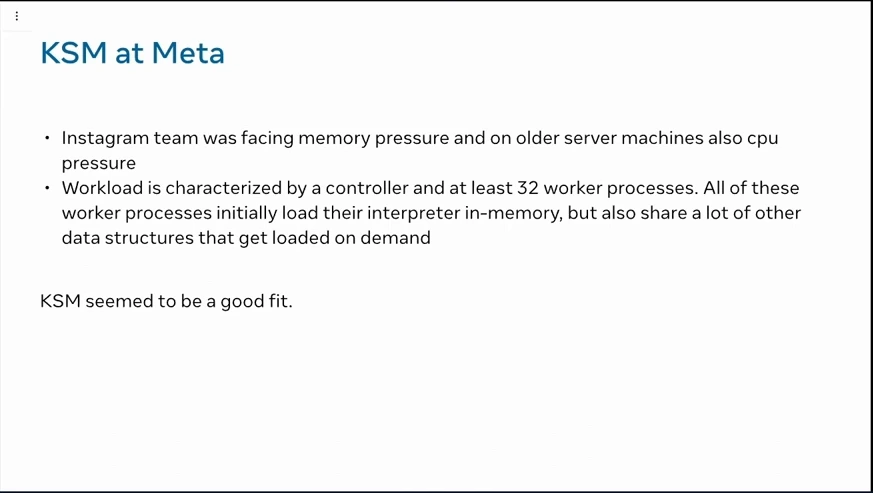 KSM at Meta
• Instagram team was facing memory pressure and on older server machines also cpu
pressure
• Workload is characterized by a controller and at least 32 worker processes. All of these
worker processes initially load their interpreter in-memory, but also share a lot of other
data structures that get loaded on demand
KSM seemed to be a good fit.